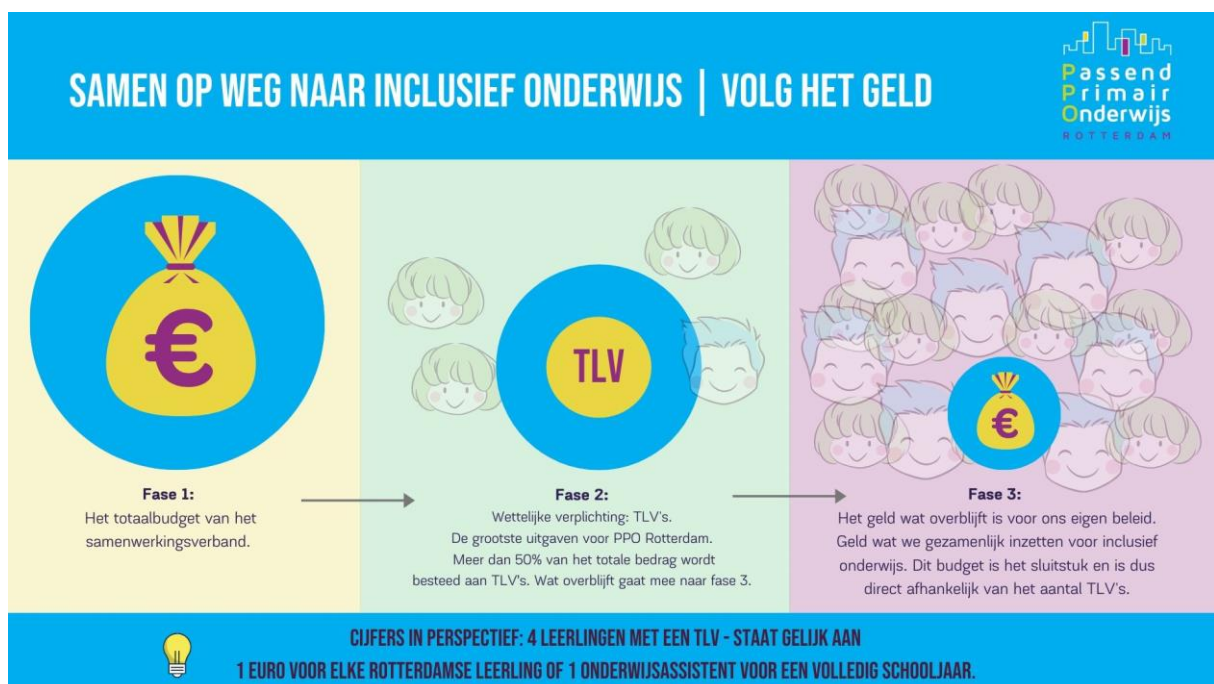 SAMEN OP WEG NAAR INCLUSIEF ONDERWIJS | VOLG HET GELD
Passend
Primair
Onderwijs
ROTTERDAM
€
Fase 1:
Het totaalbudget van het
samenwerkingsverband.
TLV
Fase 2:
Wettelijke verplichting: TLV's.
De grootste uitgaven voor PPO Rotterdam.
Meer dan 50% van het totale bedrag wordt
besteed aan TLV's. Wat overblijft gaat mee naar fase 3.
€
Fase 3:
Het geld wat overblijft is voor ons eigen beleid.
Geld wat we gezamenlijk inzetten voor inclusief
onderwijs. Dit budget is het sluitstuk en is dus
direct afhankelijk van het aantal TLV's.
CIJFERS IN PERSPECTIEF: 4 LEERLINGEN MET EEN TLV - STAAT GELIJK AAN
1 EURO VOOR ELKE ROTTERDAMSE LEERLING OF 1 ONDERWIJSASSISTENT VOOR EEN VOLLEDIG SCHOOLJAAR.